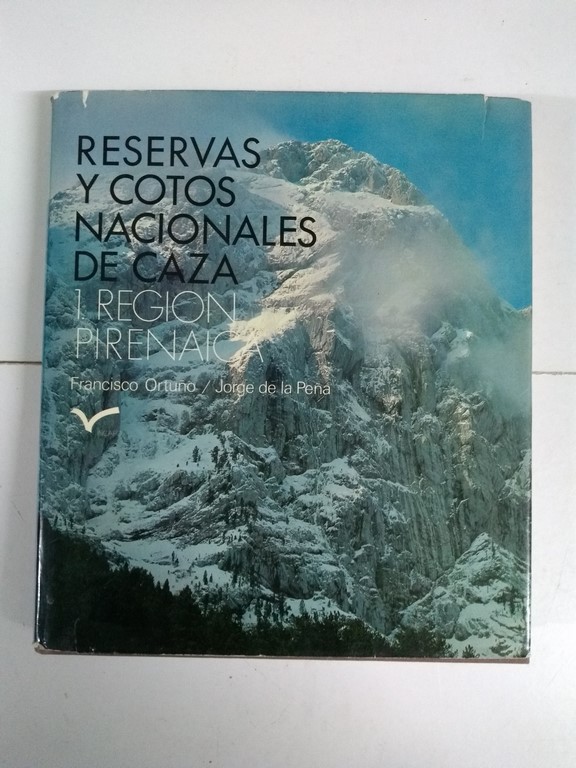 RESERVAS
Y COTOS
NACIONALES
DE CAZA
1. REGION
PIRENAICA
Francisco Ortuño / Jorge de la Peña